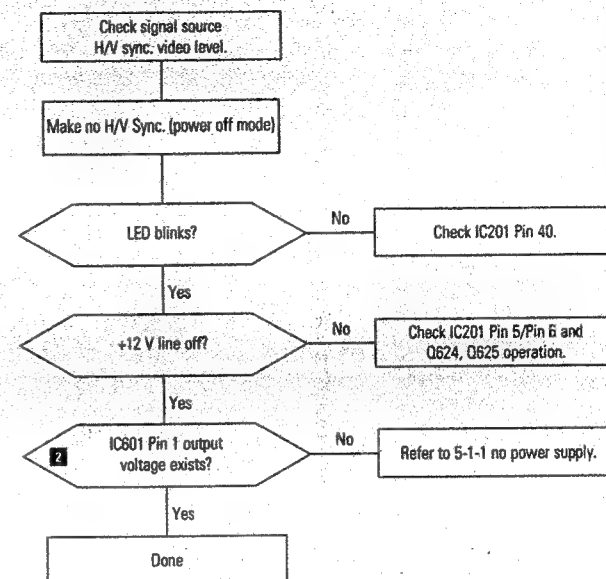 Check signal source
H/V sync. video level.
Make no H/V Sync. (power off mode)
LED blinks?
No
Check IC201 Pin 40.
Yes
+12 V line off?
No
Check IC201 Pin 5/Pin 6 and
Q624, Q625 operation.
Yes
2
IC601 Pin 1 output
voltage exists?
No
Refer to 5-1-1 no power supply.
Yes
Done